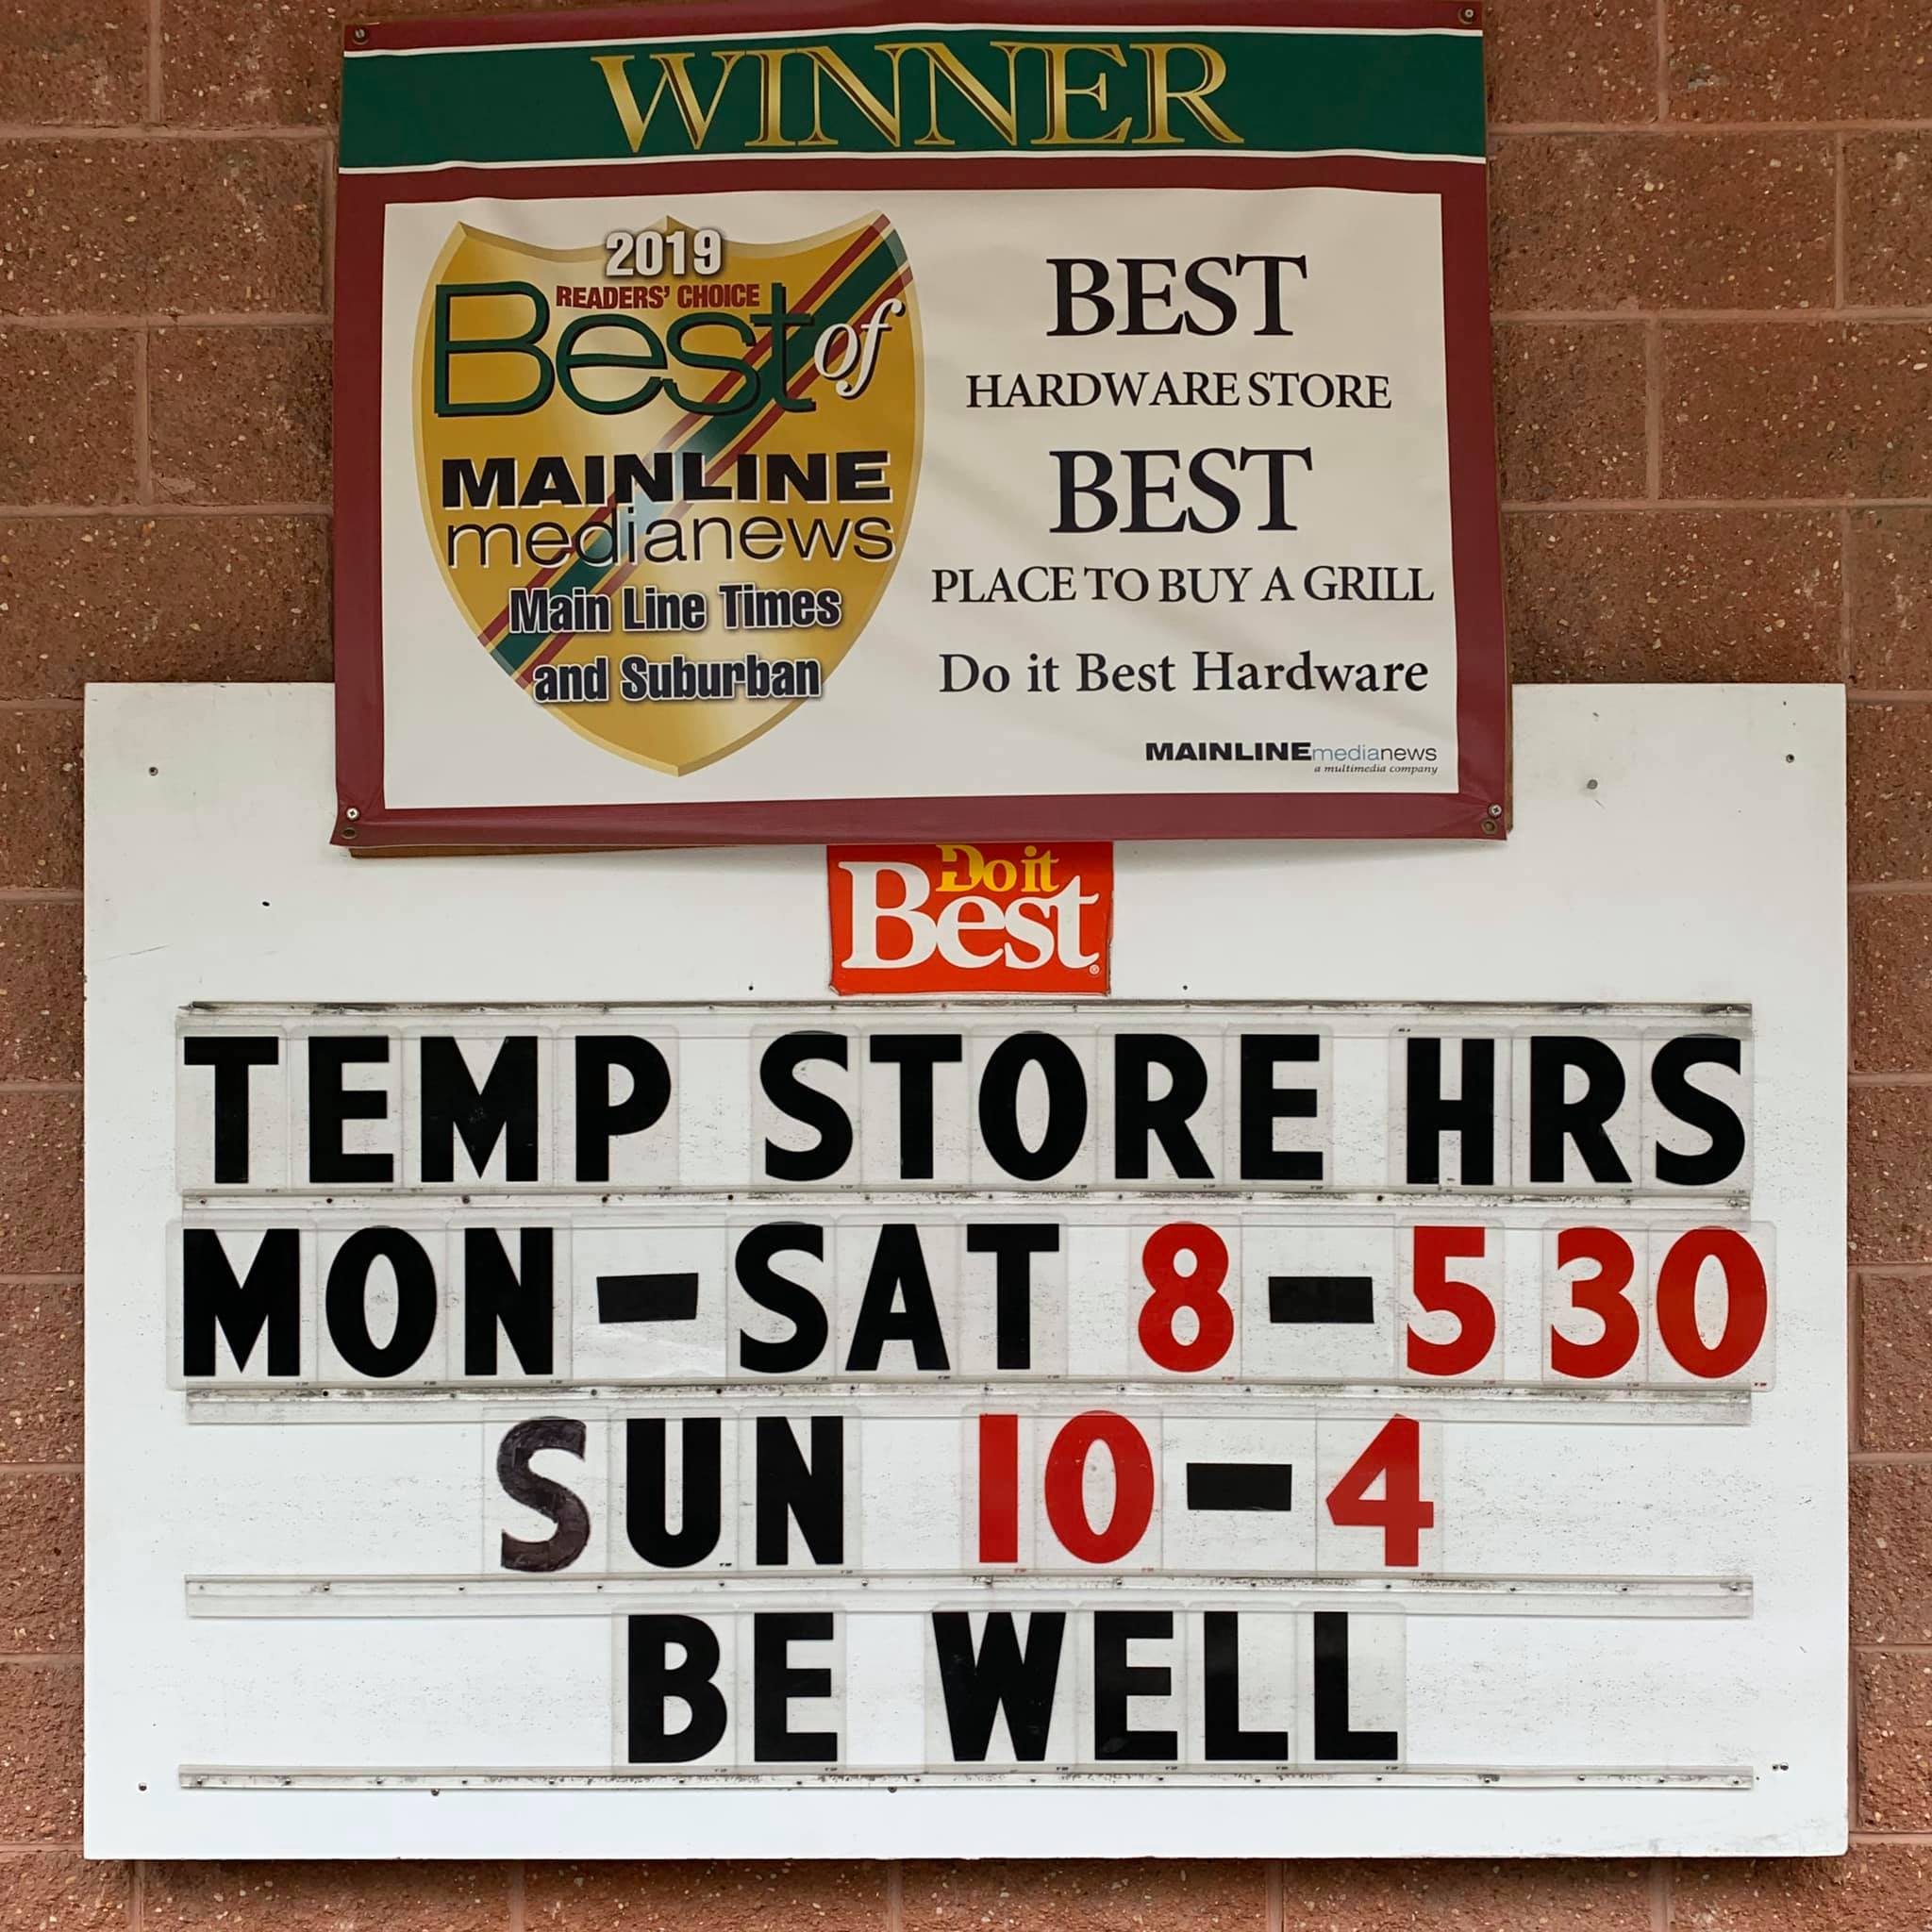 WINNER
2019
READERS' CHOICE
Best of
MAINLINE
medianews
Main Line Times
and Suburban
BEST
HARDWARE STORE
BEST
PLACE TO BUY A GRILL
Do it Best Hardware
MAINLINEmedianews
a multimedia company
Do it
Best®
TEMP STORE HRS
MON-SAT 8-5 30
SUN 10-4
BE WELL